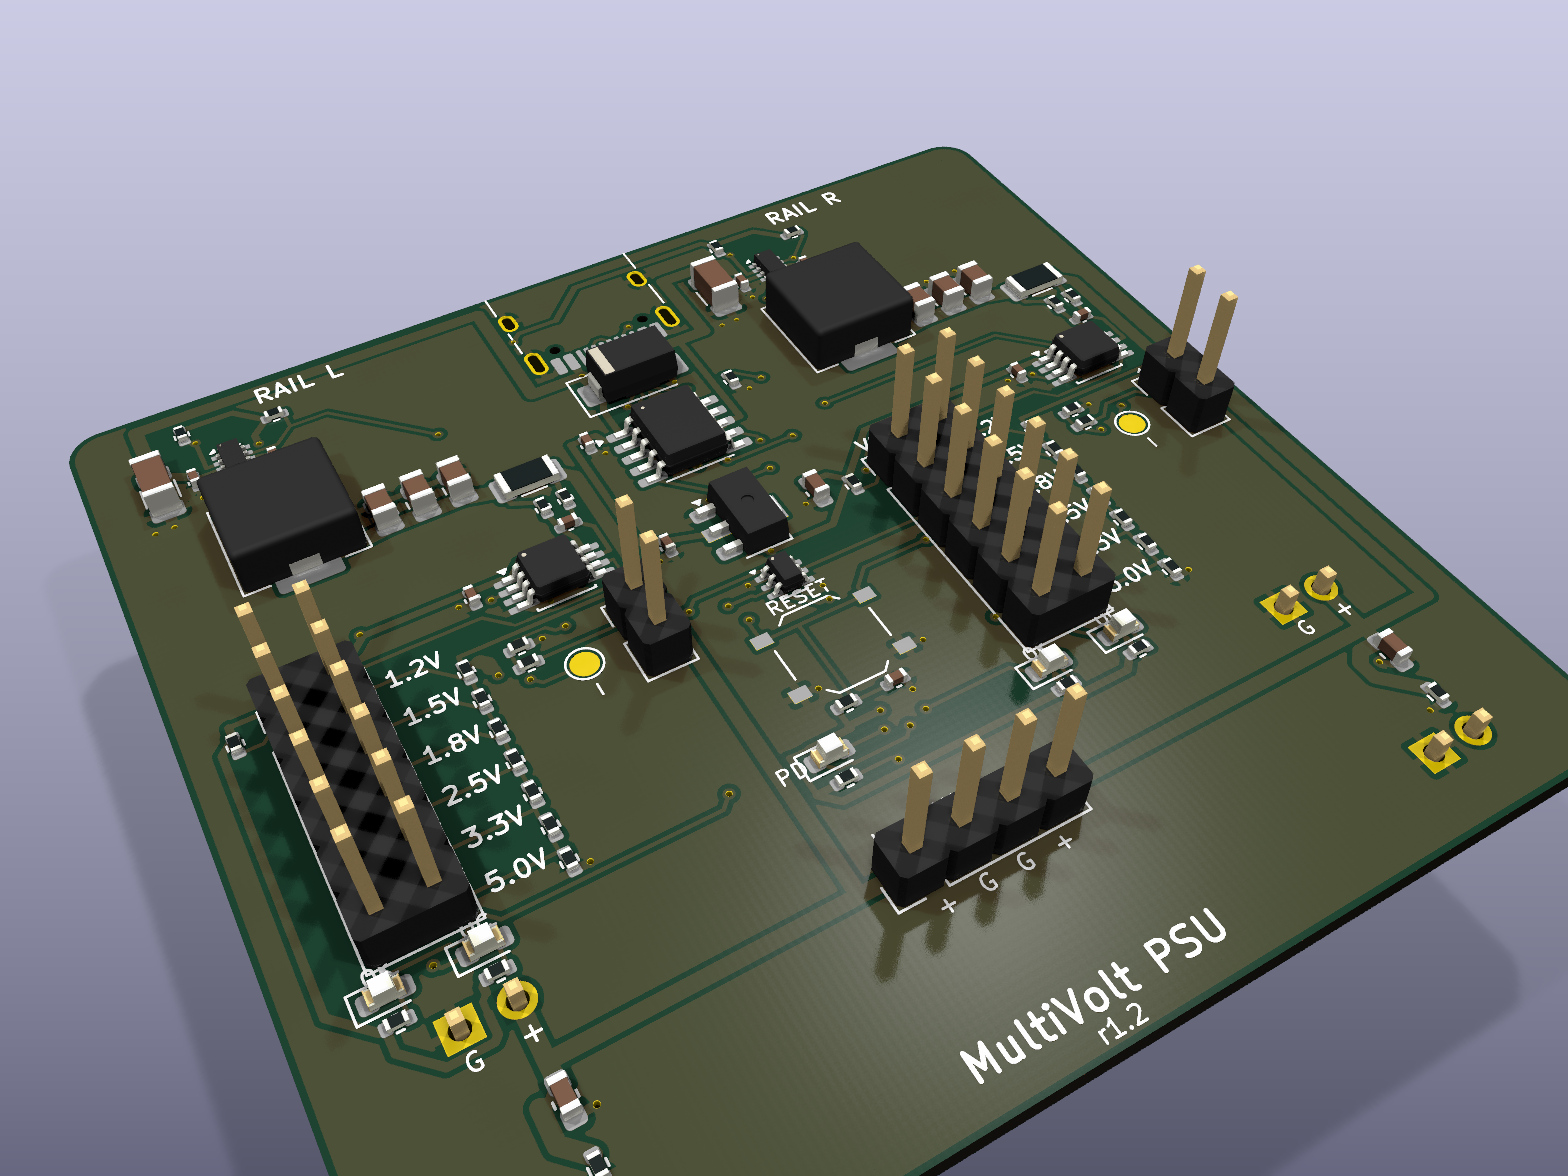 RAIL R
RAIL L
RESET
1.2V
1.5V
1.8V
2.5V
3.3V
5.0V
PD
G
+
+ G G +
G
+
MultiVolt PSU
r1.2